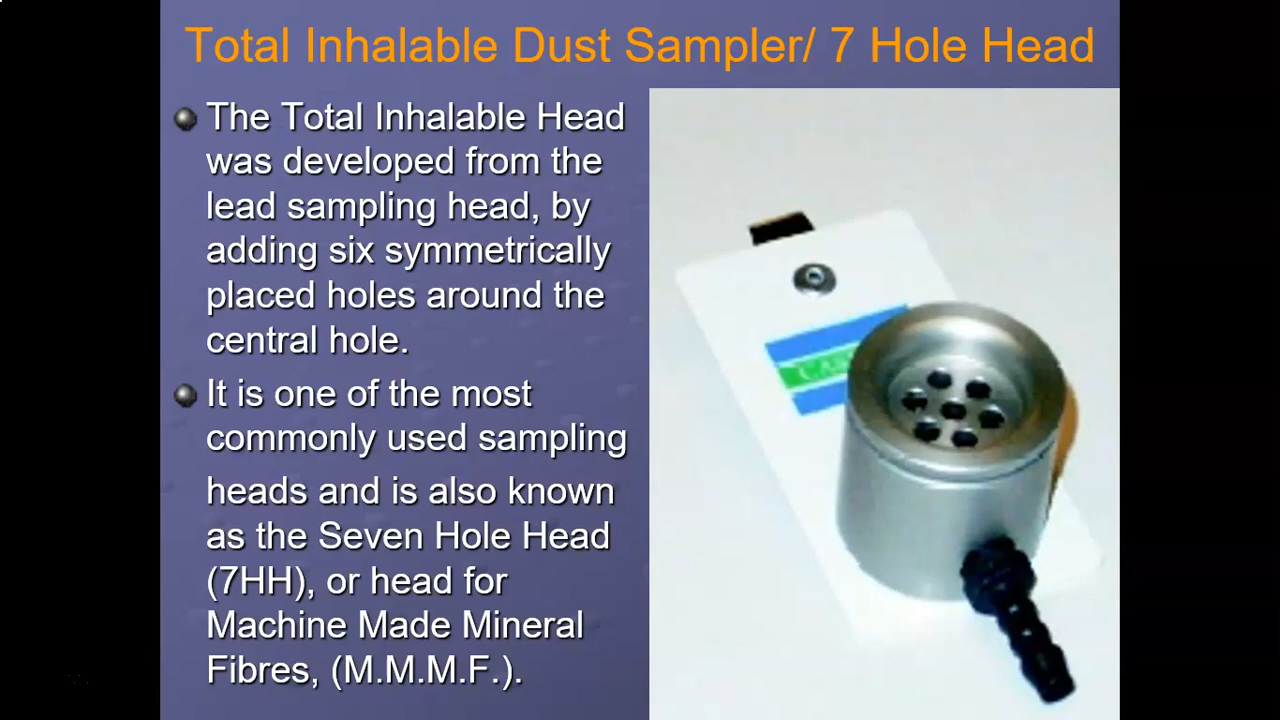 Total Inhalable Dust Sampler/ 7 Hole Head
The Total Inhalable Head
was developed from the
lead sampling head, by
adding six symmetrically
placed holes around the
central hole.
It is one of the most
commonly used sampling
heads and is also known
as the Seven Hole Head
(7HH), or head for
Machine Made Mineral
Fibres, (M.M.M.F.).